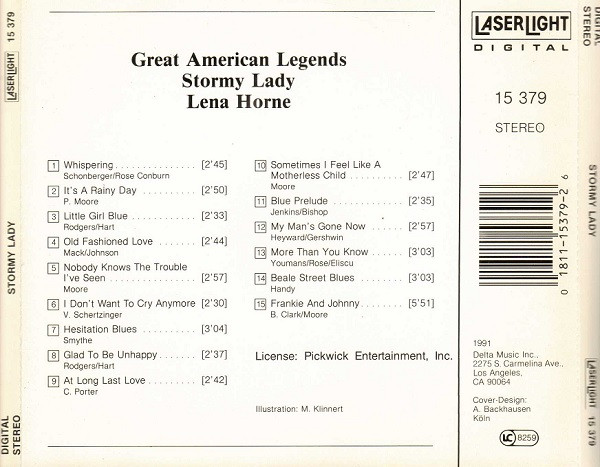 LASERLIGHT 15 379
STORMY LADY
DIGITAL
STEREO
Great American Legends
Stormy Lady
Lena Horne
1 Whispering . . . . . . . . . . . . . . [2'45]
Schonberger/Rose Conburn
2 It's A Rainy Day . . . . . . . . . . [2'50]
P. Moore
3 Little Girl Blue . . . . . . . . . . . . [2'33]
Rodgers/Hart
4 Old Fashioned Love . . . . . . . [2'44]
Mack/Johnson
5 Nobody Knows The Trouble
I've Seen . . . . . . . . . . . . . . . [2'57]
Moore
6 I Don't Want To Cry Anymore [2'30]
V. Schertzinger
7 Hesitation Blues . . . . . . . . . . [3'04]
Smythe
8 Glad To Be Unhappy . . . . . . . [2'37]
Rodgers/Hart
9 At Long Last Love . . . . . . . . . [2'42]
C. Porter
10 Sometimes I Feel Like A
Motherless Child . . . . . . . . . . [2'47]
Moore
11 Blue Prelude . . . . . . . . . . . . . [2'35]
Jenkins/Bishop
12 My Man's Gone Now . . . . . . [2'57]
Heyward/Gershwin
13 More Than You Know . . . . . . [3'03]
Youmans/Rose/Eliscu
14 Beale Street Blues . . . . . . . . [3'03]
Handy
15 Frankie And Johnny . . . . . . . [5'51]
B. Clark/Moore
License: Pickwick Entertainment, Inc.
Illustration: M. Klinnert
LASERLIGHT
DIGITAL
15 379
STEREO
0 1811-15379-2 6
1991
Delta Music Inc.,
2275 S. Carmelina Ave.,
Los Angeles,
CA 90064
Cover-Design:
A. Backhausen
Köln
LC 8259
DIGITAL
STEREO
STORMY LADY
LASERLIGHT 15 379